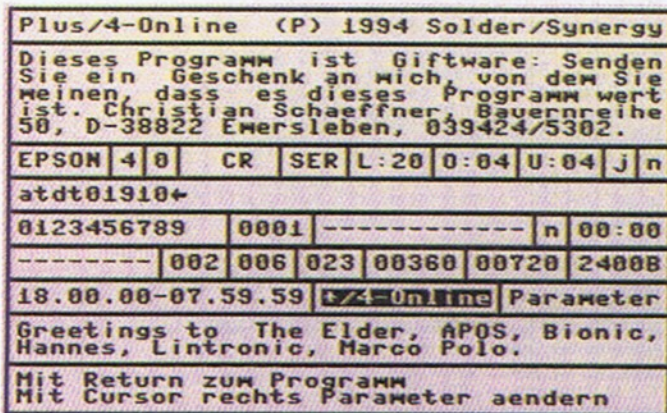 Plus/4-Online (P) 1994 Solder/Synergy
Dieses Programm ist Giftware: Senden
Sie ein Geschenk an mich, von dem Sie
meinen, dass es dieses Programm wert
ist. Christian Schaeffner, Bauernreihe
50, D-38822 Emersleben, 039424/5302.
EPSON 4 0 CR SER L:20 O:04 U:04 j n
atdt01910←
0123456789 0001 ------------ n 00:00
-------- 002 006 023 00360 00720 2400B
18.00.00-07.59.59 +/4-Online Parameter
Greetings to The Elder, APOS, Bionic,
Hannes, Lintronic, Marco Polo.
Mit Return zum Programm
Mit Cursor rechts Parameter aendern